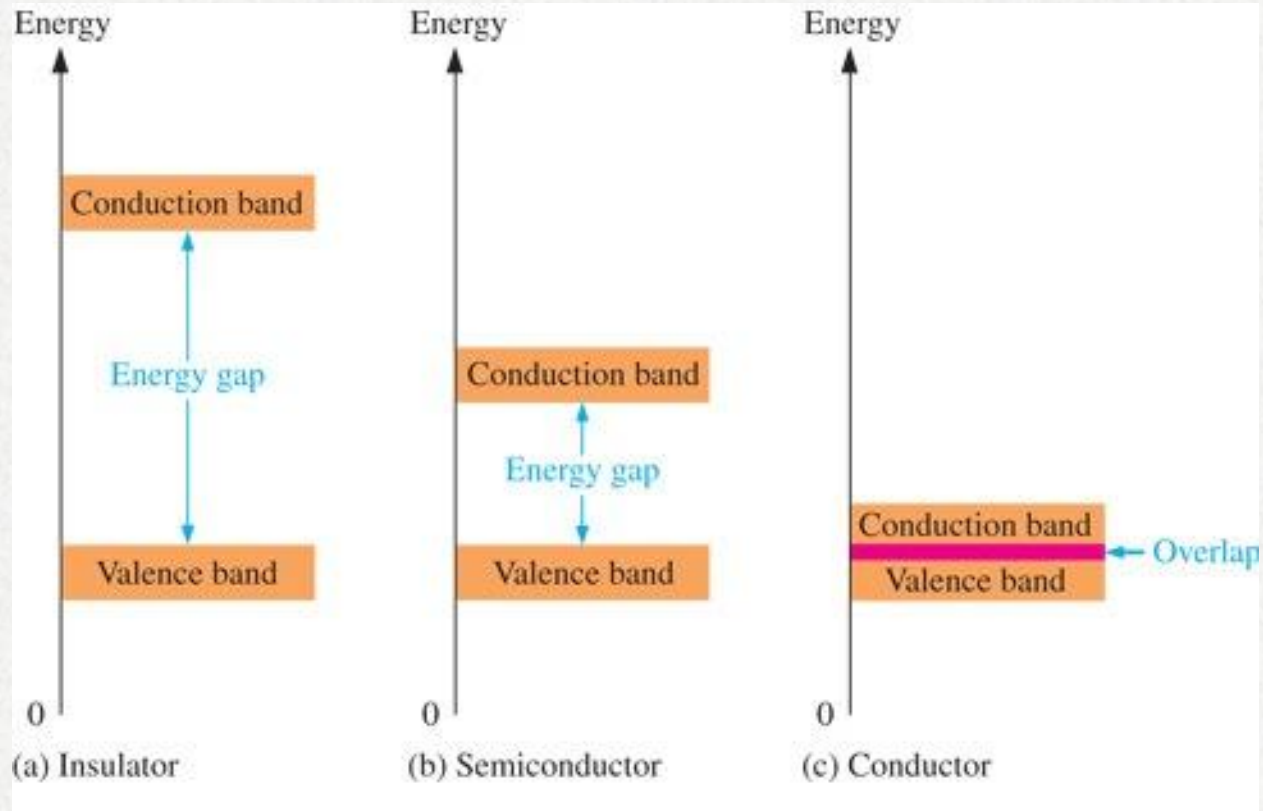 Energy
Conduction band
Energy gap
Valence band
0
(a) Insulator
Energy
Conduction band
Energy gap
Valence band
0
(b) Semiconductor
Energy
Conduction band
Overlap
Valence band
0
(c) Conductor